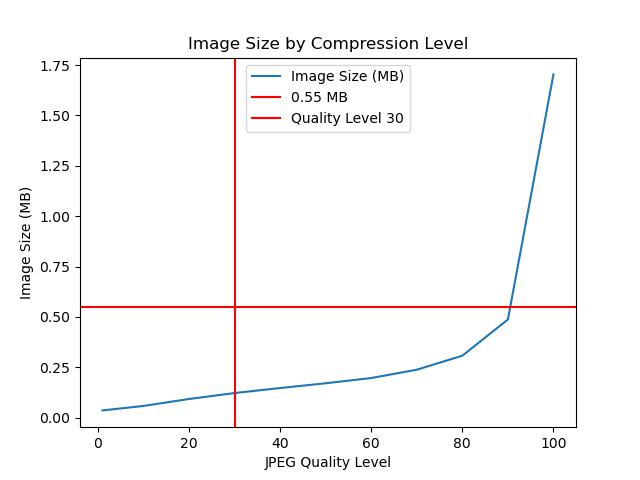 Image Size by Compression Level
Image Size (MB)
0.55 MB
Quality Level 30
Image Size (MB)
1.75
1.50
1.25
1.00
0.75
0.50
0.25
0.00
0 20 40 60 80 100
JPEG Quality Level